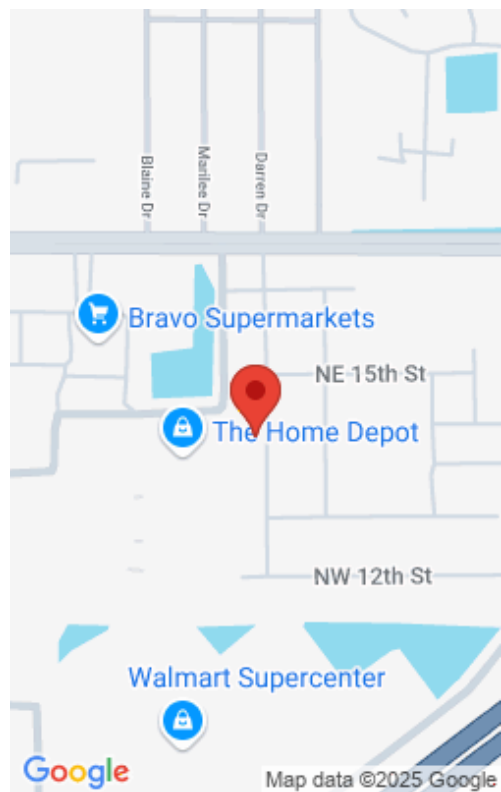 Blaine Dr
Marilee Dr
Darren Dr
Bravo Supermarkets
NE 15th St
The Home Depot
NW 12th St
Walmart Supercenter
Google
Map data ©2025 Google